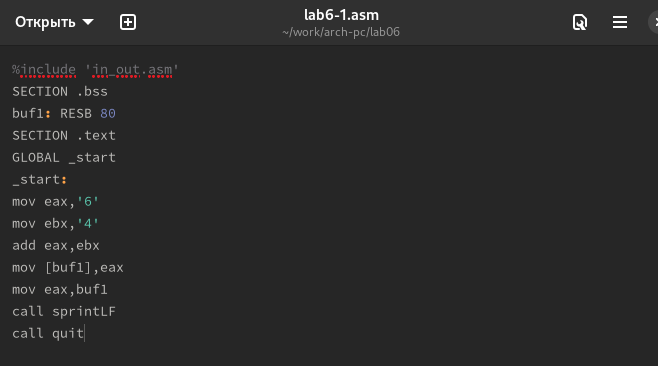 Открыть
lab6-1.asm
~/work/arch-pc/lab06
%include 'in_out.asm'
SECTION .bss
buf1: RESB 80
SECTION .text
GLOBAL _start
_start:
mov eax,'6'
mov ebx,'4'
add eax,ebx
mov [buf1],eax
mov eax,buf1
call sprintLF
call quit